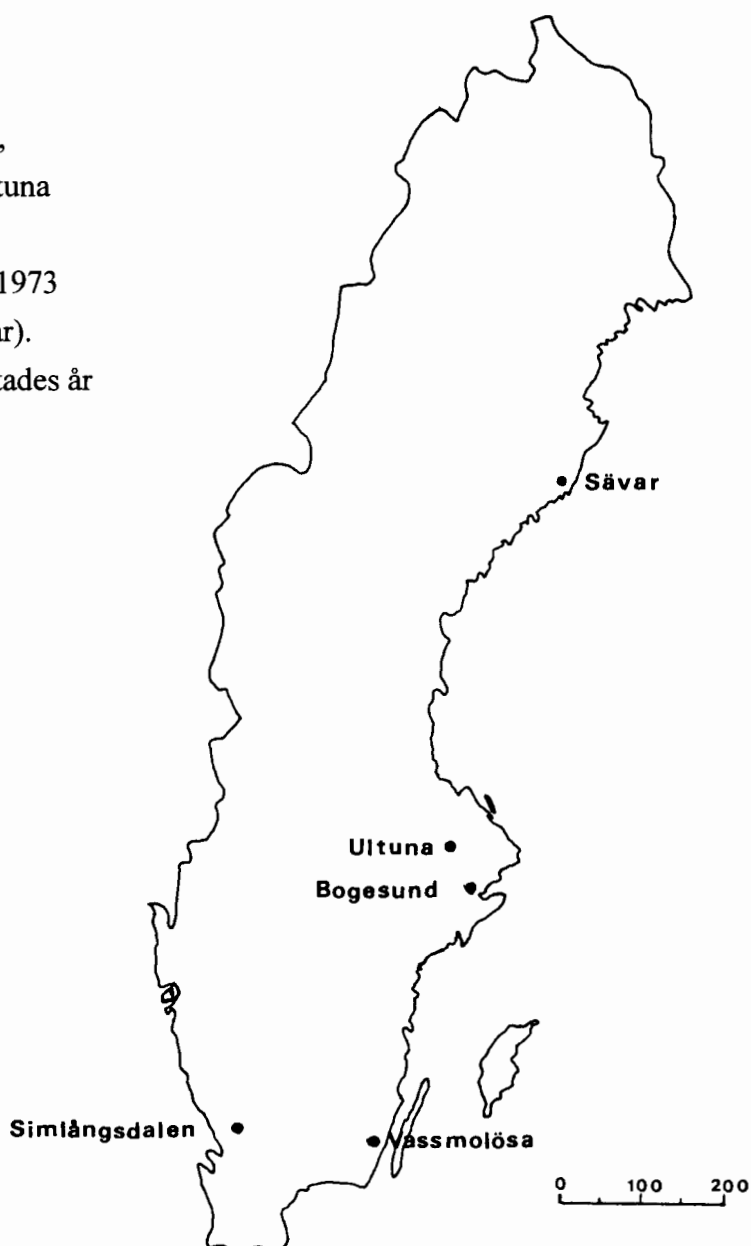 ,
tuna
1973
ar).
tades år
Sävar
Ultuna
Bogesund
Simlångsdalen
Vassmolösa
0 100 200